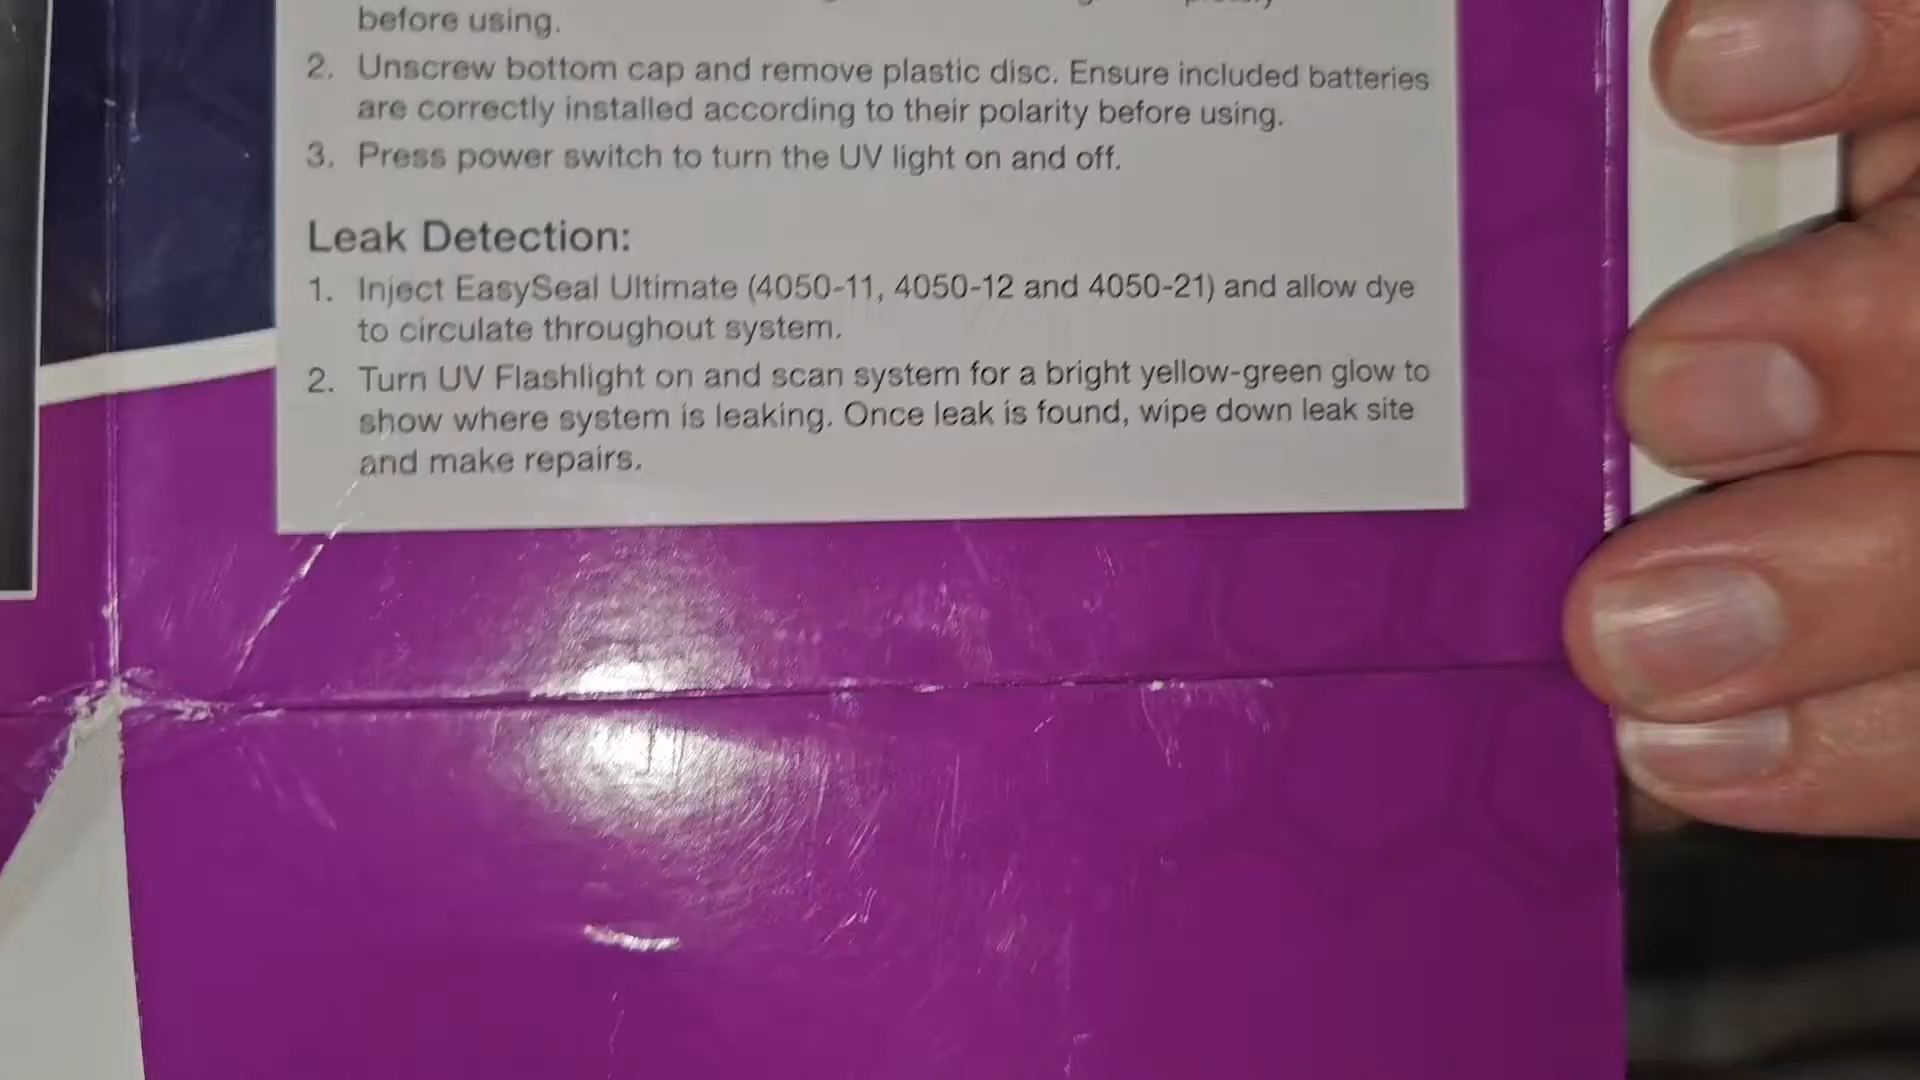 before using.
2. Unscrew bottom cap and remove plastic disc. Ensure included batteries
are correctly installed according to their polarity before using.
3. Press power switch to turn the UV light on and off.
Leak Detection:
1. Inject EasySeal Ultimate (4050-11, 4050-12 and 4050-21) and allow dye
to circulate throughout system.
2. Turn UV Flashlight on and scan system for a bright yellow-green glow to
show where system is leaking. Once leak is found, wipe down leak site
and make repairs.